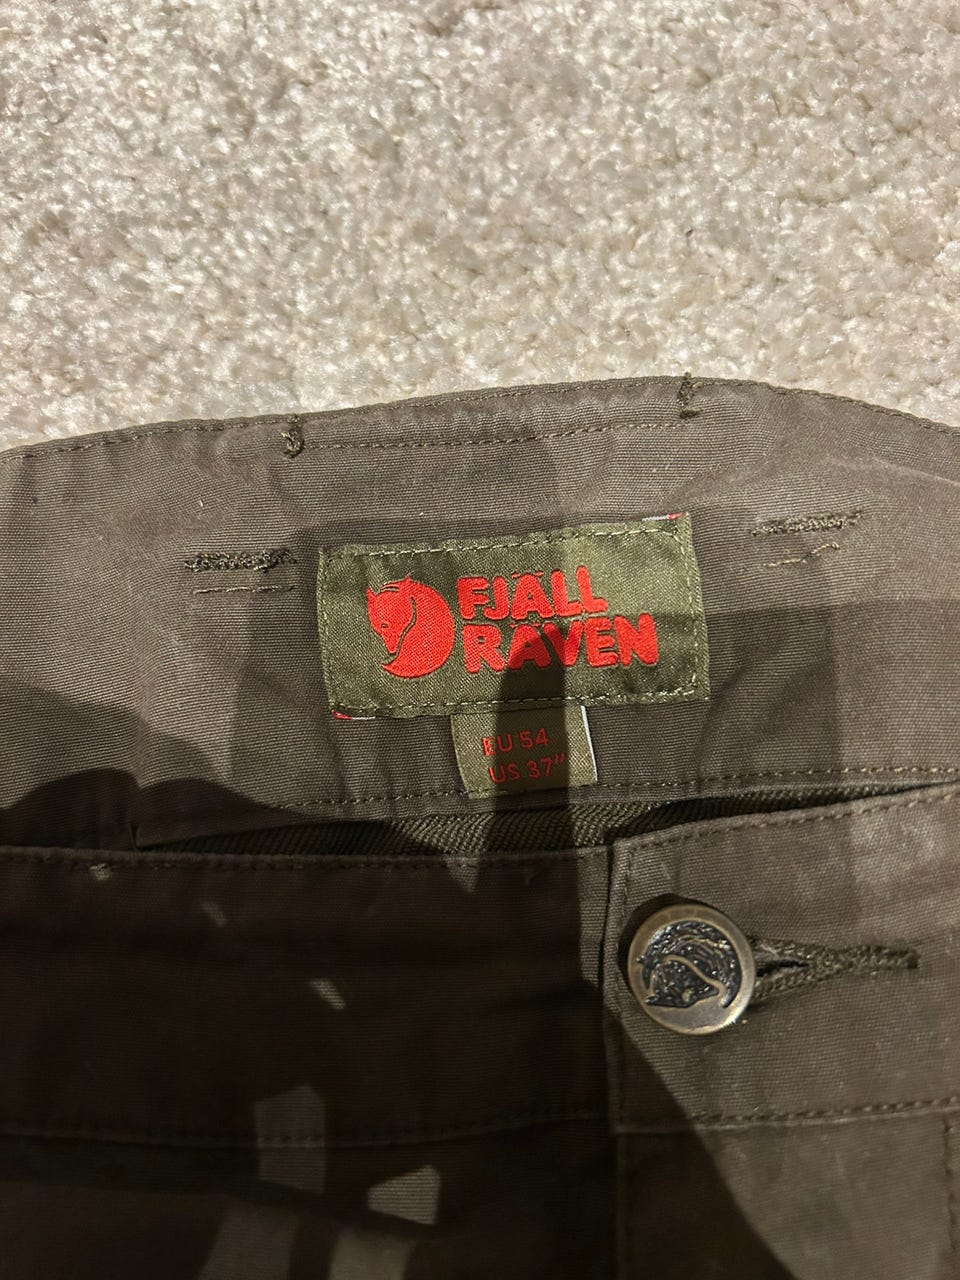 FJÄLL
RÄVEN
EU 54
US 37"